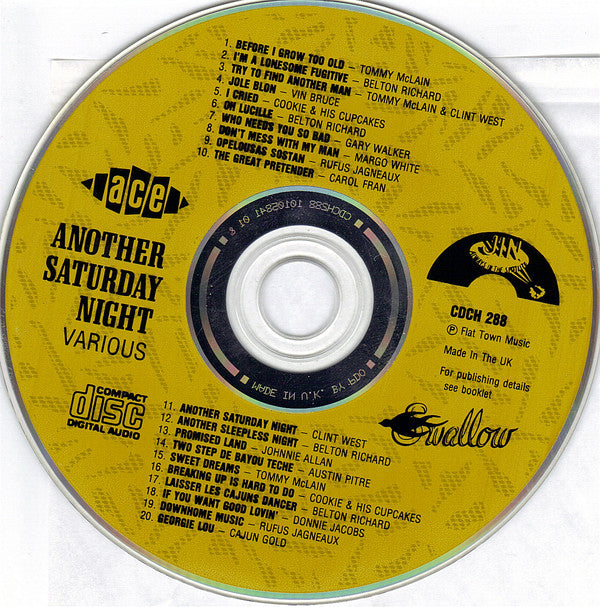 1. BEFORE I GROW TOO OLD – TOMMY McLAIN
2. I'M A LONESOME FUGITIVE – BELTON RICHARD
3. TRY TO FIND ANOTHER MAN – TOMMY McLAIN & CLINT WEST
4. JOLE BLON – VIN BRUCE
5. I CRIED – COOKIE & HIS CUPCAKES
6. OH LUCILLE – BELTON RICHARD
7. WHO NEEDS YOU SO BAD – GARY WALKER
8. DON'T MESS WITH MY MAN – MARGO WHITE
9. OPELOUSAS SOSTAN – RUFUS JAGNEAUX
10. THE GREAT PRETENDER – CAROL FRAN
ace
ANOTHER
SATURDAY
NIGHT
VARIOUS
JIN
CDCH 288
℗ Flat Town Music
Made In The UK
For publishing details
see booklet
CDCH288 10102841 01
MADE IN U.K. BY PDO
COMPACT
disc
DIGITAL AUDIO
Swallow
11. ANOTHER SATURDAY NIGHT – CLINT WEST
12. ANOTHER SLEEPLESS NIGHT – BELTON RICHARD
13. PROMISED LAND – JOHNNIE ALLAN
14. TWO STEP DE BAYOU TECHE – AUSTIN PITRE
15. SWEET DREAMS – TOMMY McLAIN
16. BREAKING UP IS HARD TO DO – COOKIE & HIS CUPCAKES
17. LAISSER LES CAJUNS DANCER – BELTON RICHARD
18. IF YOU WANT GOOD LOVIN' – DONNIE JACOBS
19. DOWNHOME MUSIC – RUFUS JAGNEAUX
20. GEORGIE LOU – CAJUN GOLD